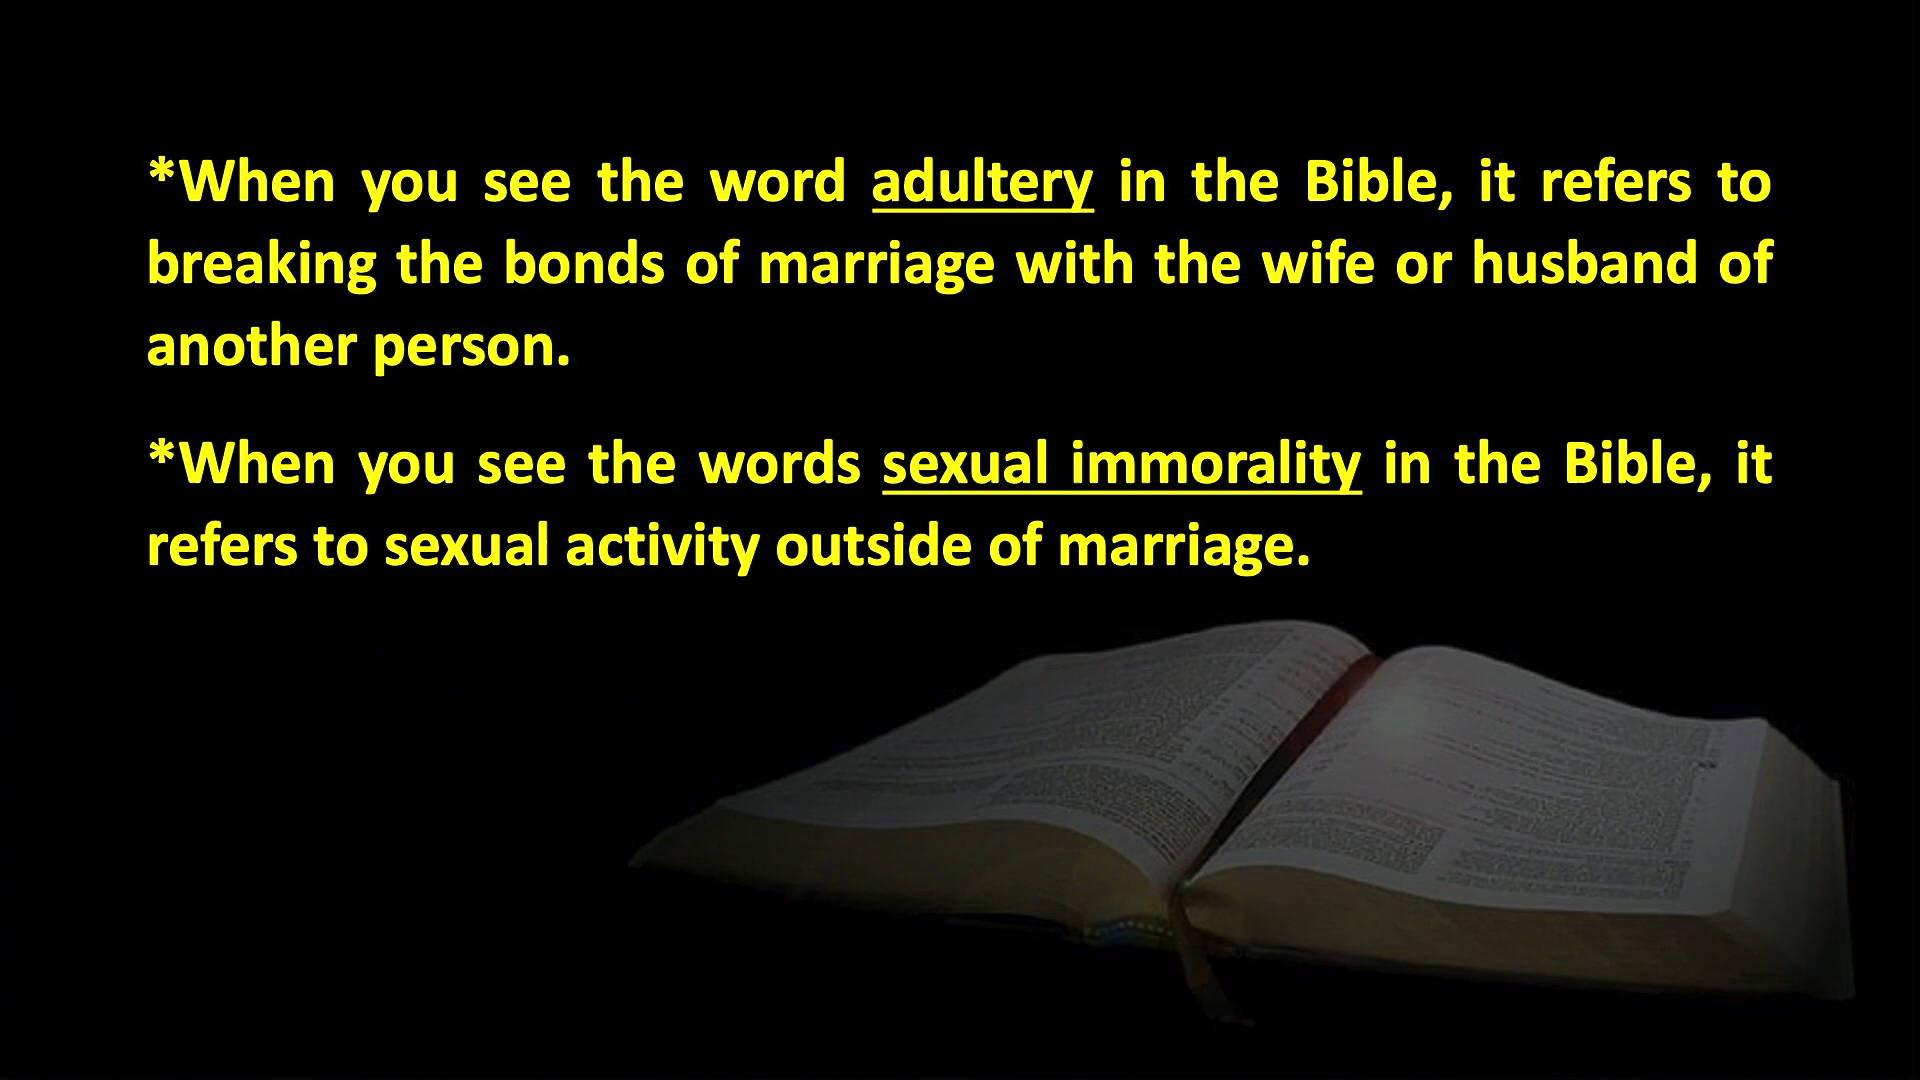 *When you see the word adultery in the Bible, it refers to
breaking the bonds of marriage with the wife or husband of
another person.
*When you see the words sexual immorality in the Bible, it
refers to sexual activity outside of marriage.